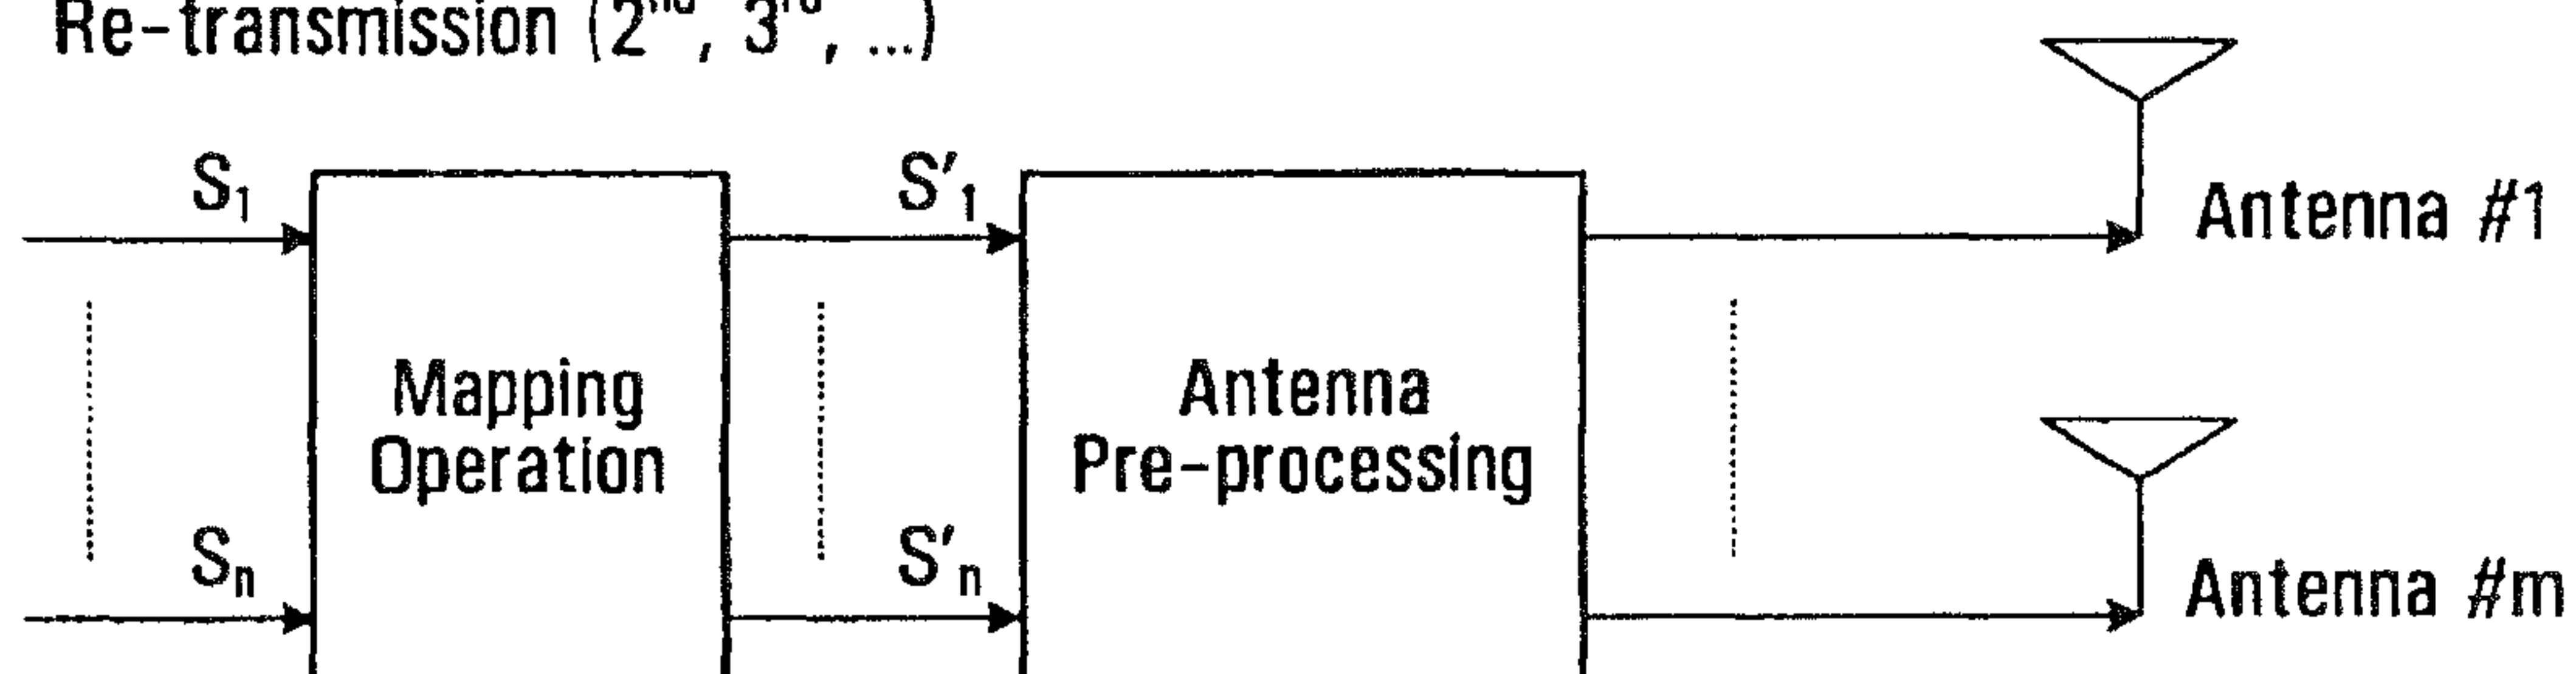 Re-transmission (2nd, 3rd, ...)
S1
S'1
Antenna #1
Mapping
Operation
Antenna
Pre-processing
Sn
S'n
Antenna #m